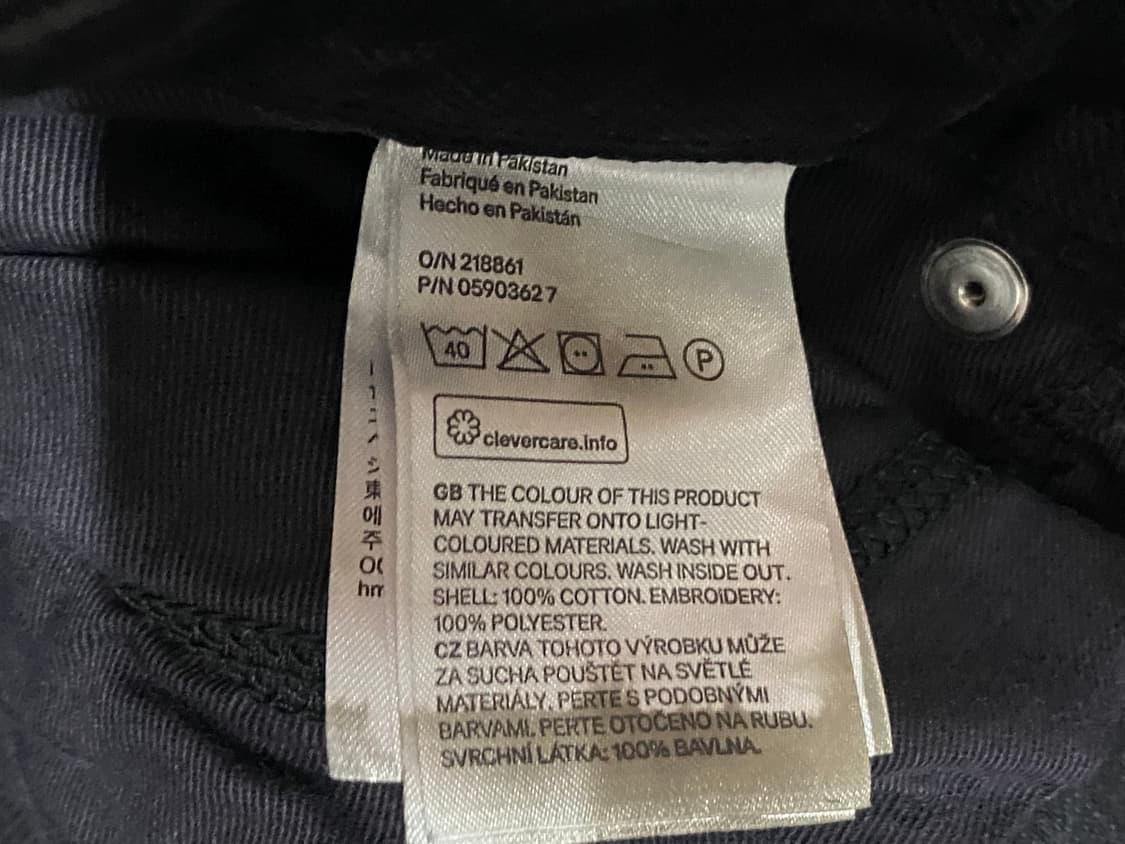 Made in Pakistan
Fabriqué en Pakistan
Hecho en Pakistán
O/N 218861
P/N 05903627
40
P
clevercare.info
GB THE COLOUR OF THIS PRODUCT
MAY TRANSFER ONTO LIGHT-
COLOURED MATERIALS. WASH WITH
SIMILAR COLOURS. WASH INSIDE OUT.
SHELL: 100% COTTON. EMBROIDERY:
100% POLYESTER.
CZ BARVA TOHOTO VÝROBKU MŮŽE
ZA SUCHA POUŠTĚT NA SVĚTLÉ
MATERIÁLY. PERTE S PODOBNÝMI
BARVAMI. PERTE OTOČENO NA RUBU.
SVRCHNÍ LÁTKA: 100% BAVLNA.
東
에
주